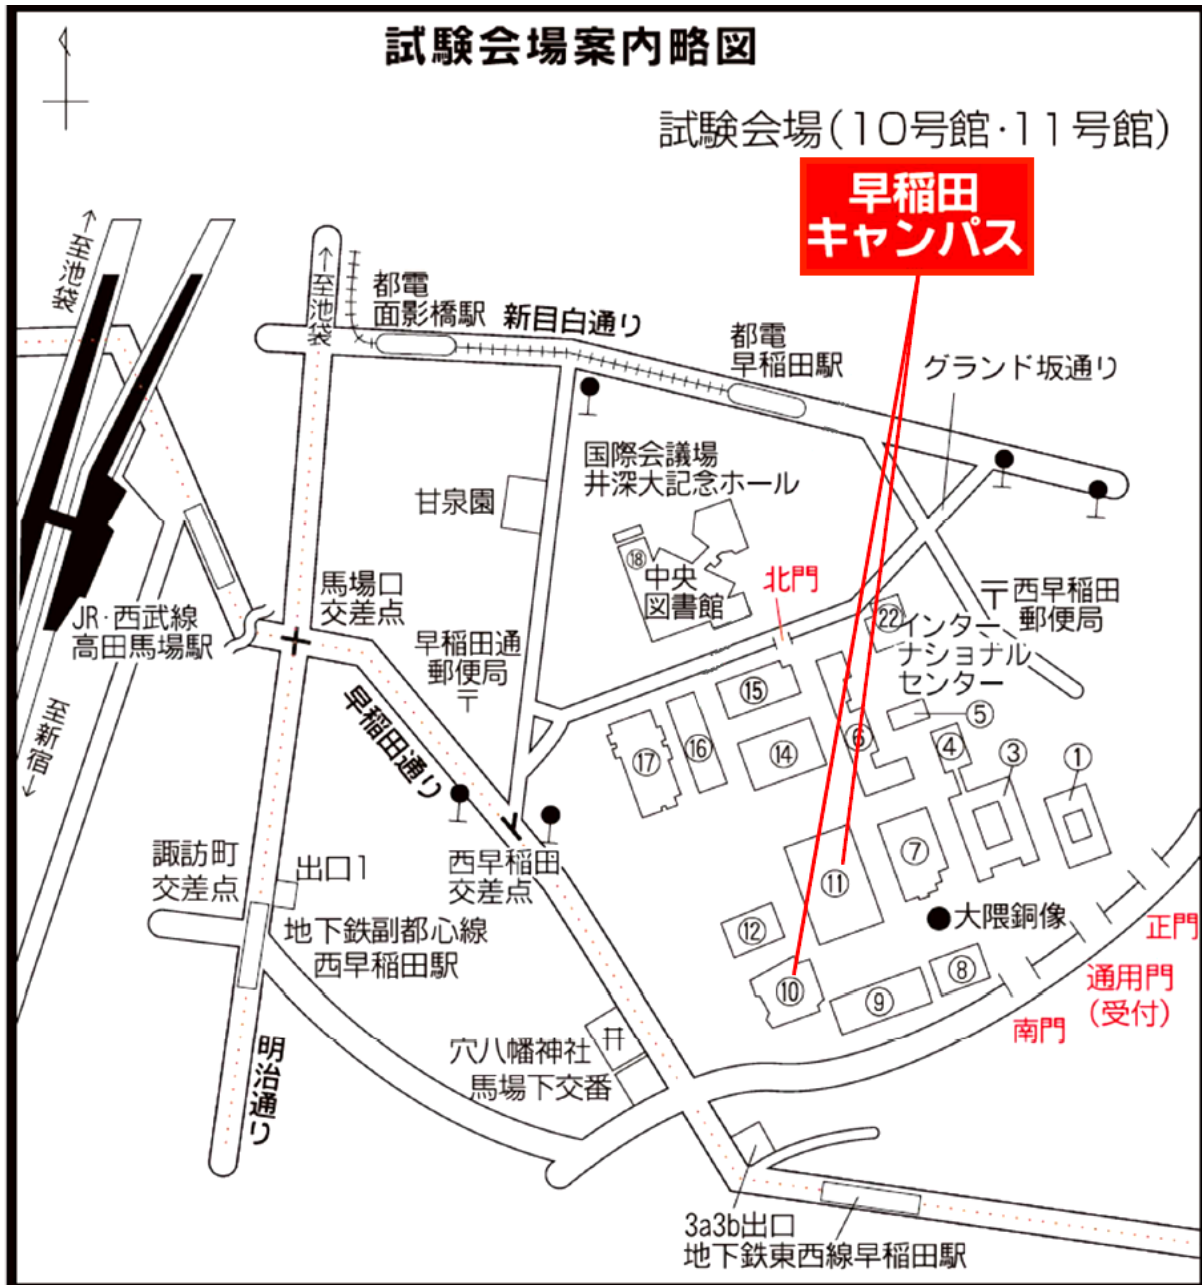 試験会場案内略図
試験会場(10号館・11号館)
早稲田
キャンパス
←至池袋
←至池袋
都電
面影橋駅
新目白通り
都電
早稲田駅
グランド坂通り
国際会議場
井深大記念ホール
甘泉園
⑱
中央
図書館
北門
〒西早稲田
郵便局
㉒
インター
ナショナル
センター
JR・西武線
高田馬場駅
馬場口
交差点
早稲田通
郵便局
〒
至新宿→
早稲田通り
⑮
⑤
⑰
⑯
⑭
⑥
④
③
①
諏訪町
交差点
出口1
西早稲田
交差点
⑦
⑪
地下鉄副都心線
西早稲田駅
⑫
大隈銅像
正門
⑩
⑨
⑧
通用門
(受付)
南門
明治通り
穴八幡神社
馬場下交番
3a3b出口
地下鉄東西線早稲田駅